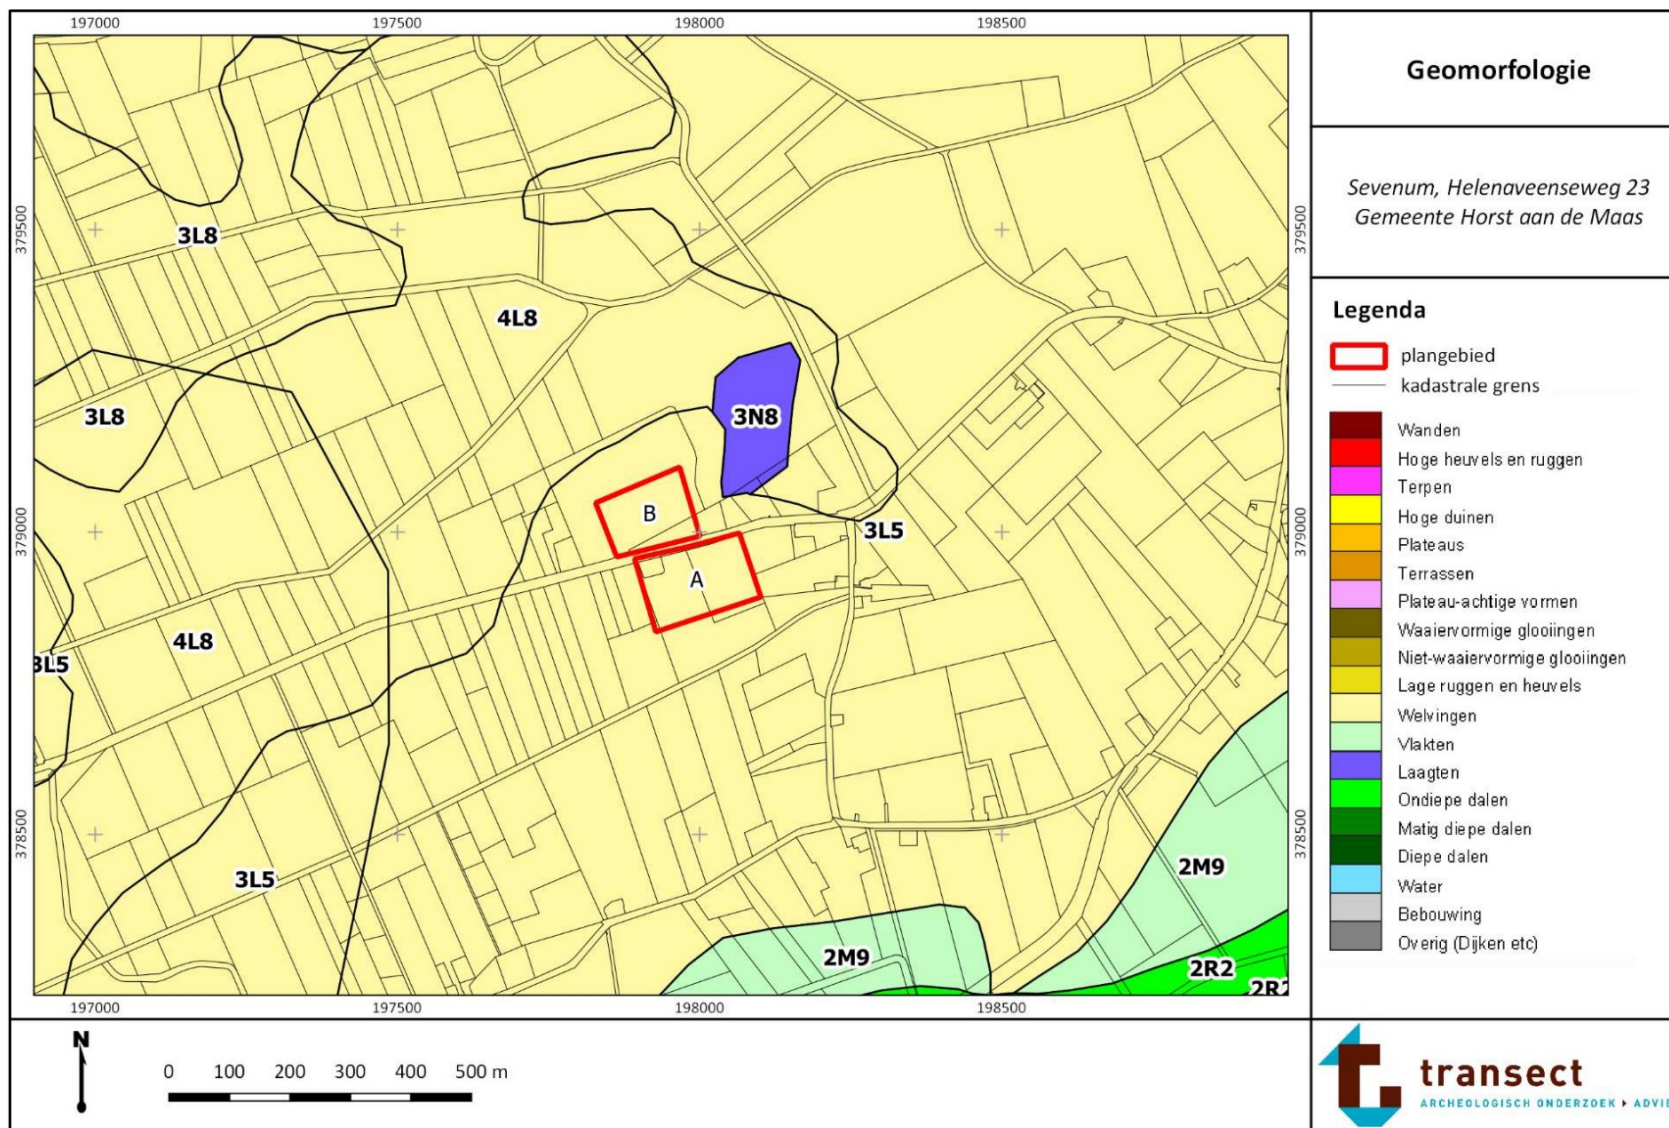 197000
197500
198000
198500
379500
379500
379000
379000
378500
378500
3L8
4L8
3L8
3N8
B
3L5
A
4L8
3L5
3L5
2M9
2M9
2R2
2R2
197000
197500
198000
198500
N
0 100 200 300 400 500 m
Geomorfologie
Sevenum, Helenaveenseweg 23
Gemeente Horst aan de Maas
Legenda
plangebied
kadastrale grens
Wanden
Hoge heuvels en ruggen
Terpen
Hoge duinen
Plateaus
Terrassen
Plateau-achtige vormen
Waaiervormige glooiingen
Niet-waaiervormige glooiingen
Lage ruggen en heuvels
Welvingen
Vlakten
Laagten
Ondiepe dalen
Matig diepe dalen
Diepe dalen
Water
Bebouwing
Overig (Dijken etc)
transect
ARCHEOLOGISCH ONDERZOEK ▸ ADVIE